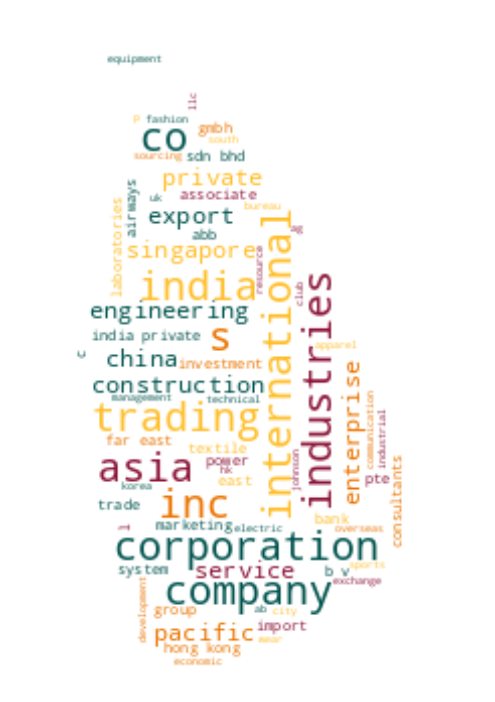 equipment
llc
p fashion
gmbh
co
south
sourcing sdn bhd
private
airways
uk
associate
laboratories
bureau
export
international
ag
abb
singapore
resource
india
club
industries
engineering
s
india private
apparel
c
china
investment
enterprise
construction
management
technical
communication
trading
industrial
far east
textile
power
asia
hk
east
johnson
pte
korea
consultants
inc
trade
bank
marketing
electric
overseas
l
corporation
system
service
b v
sports
exchange
company
development
group
ab
city
import
pacific
wear
hong kong
economic